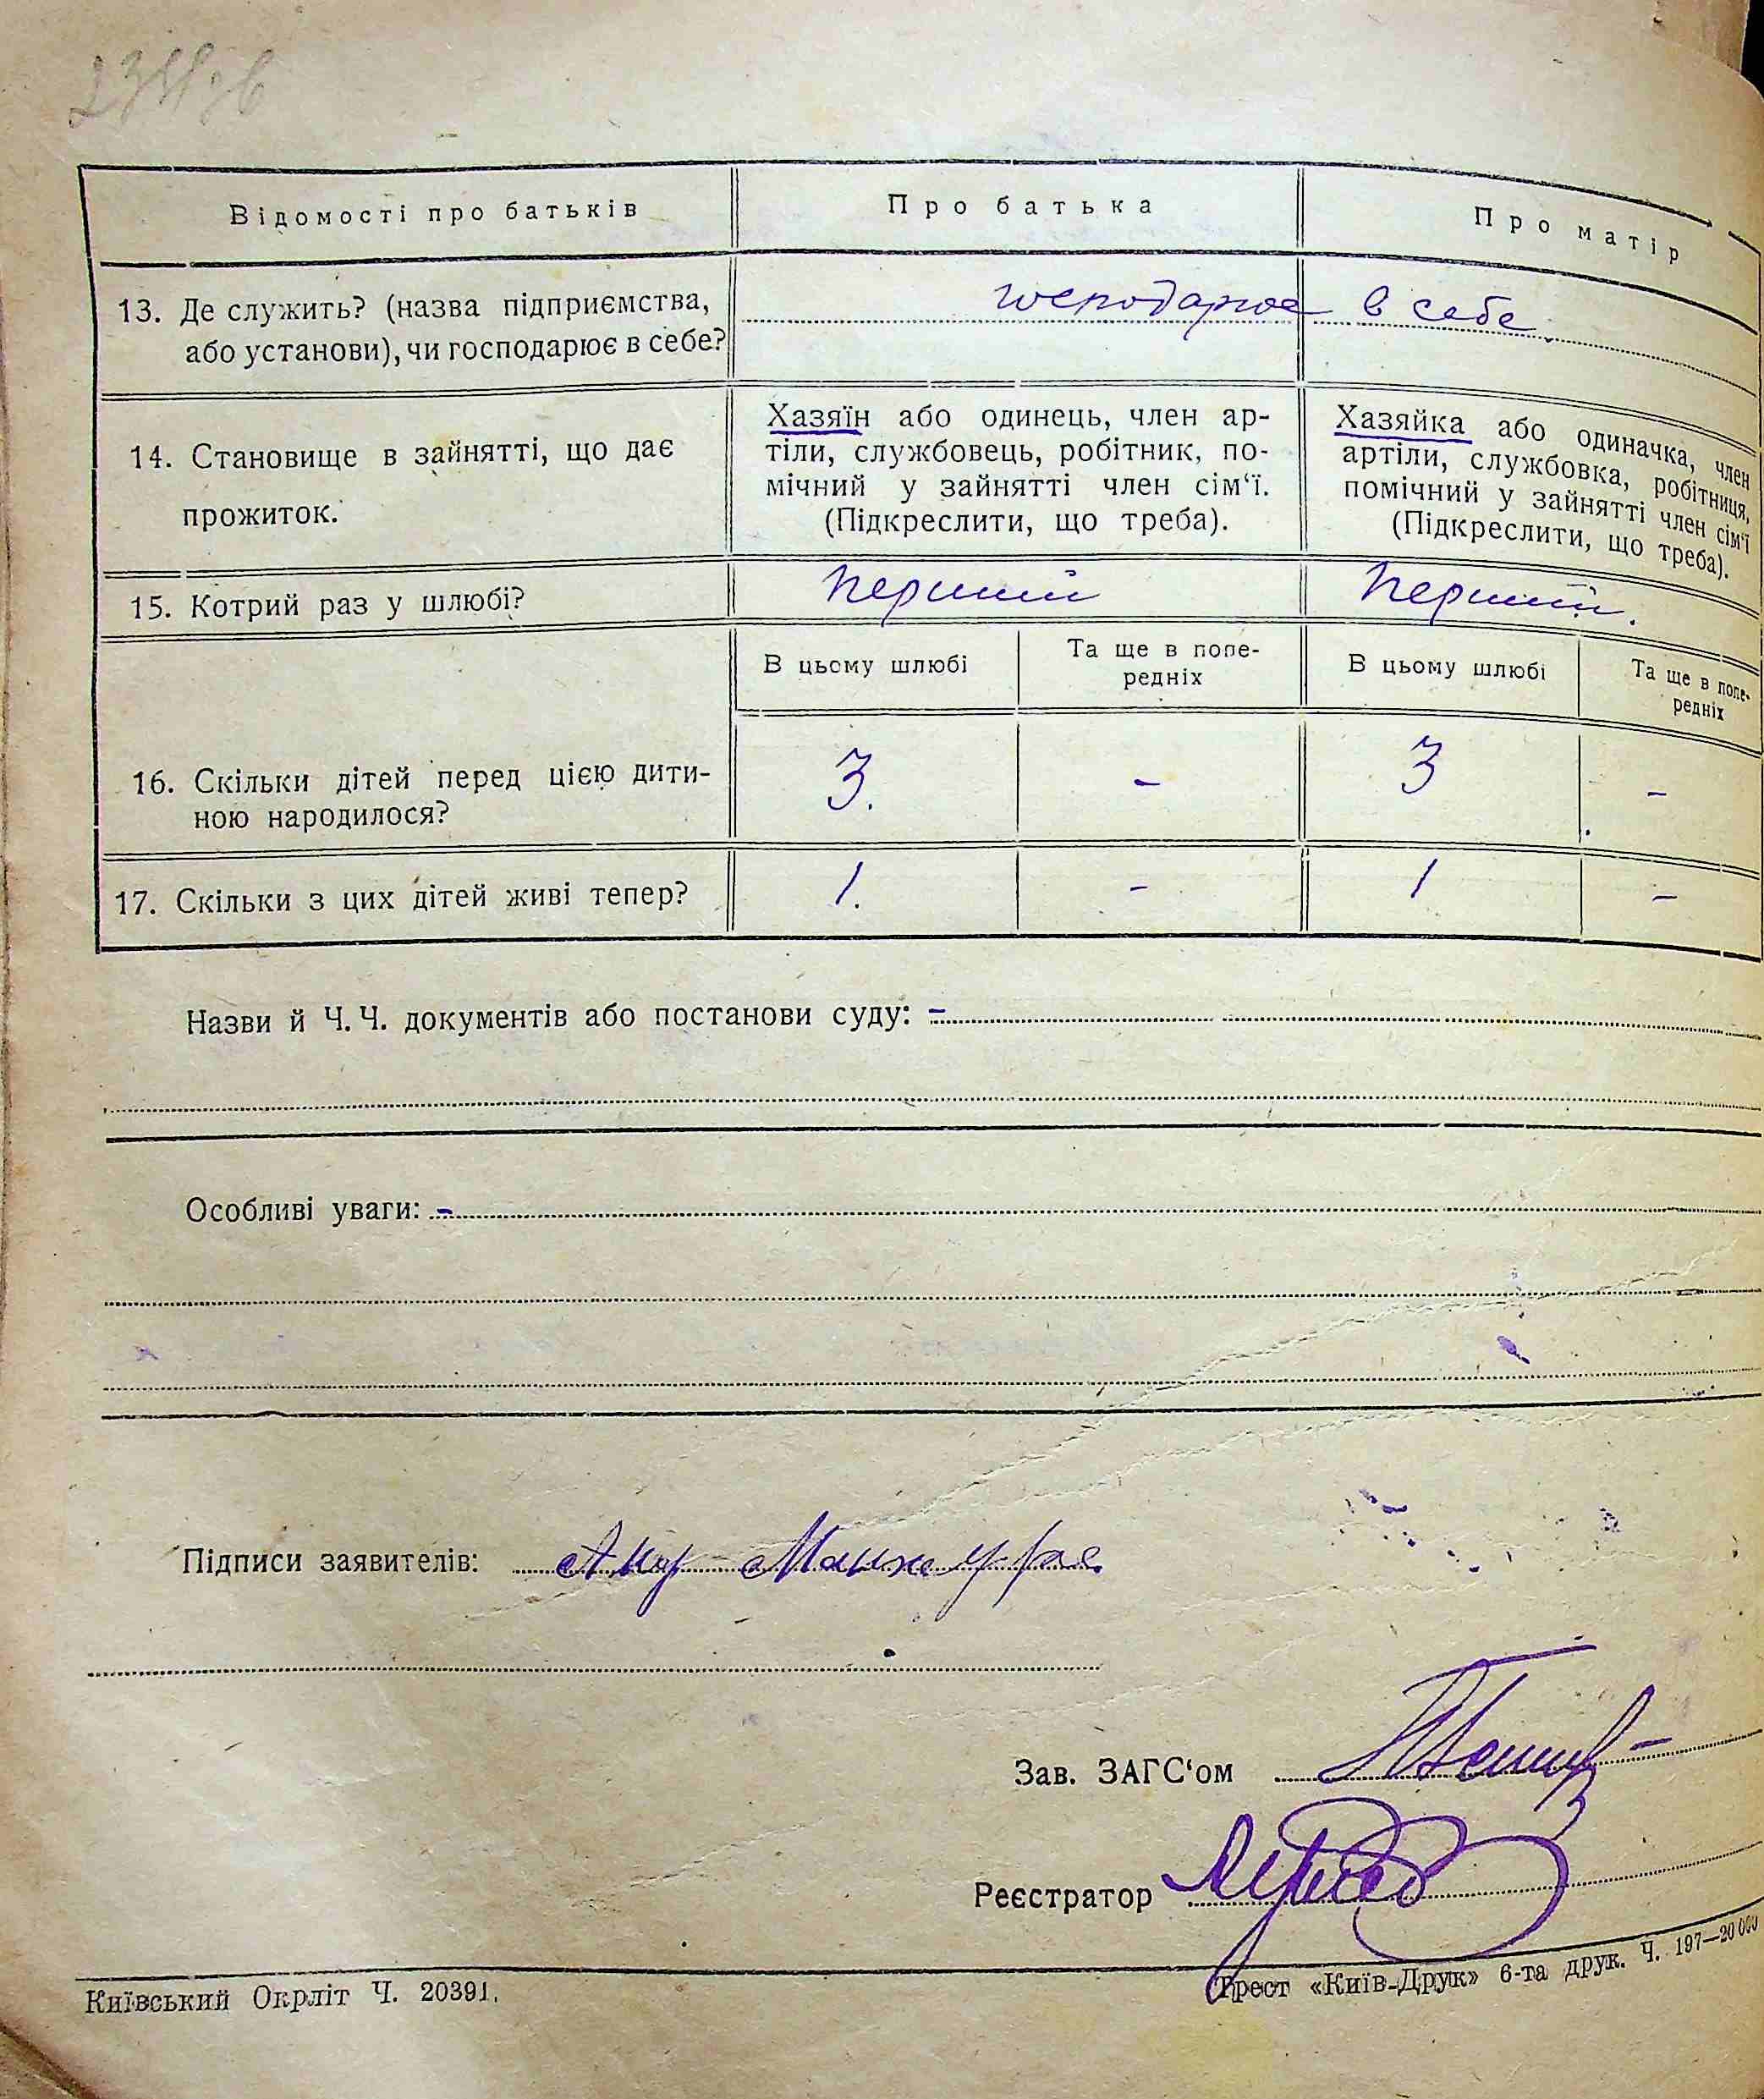 Відомості про батьків
Про батька
Про матір
13. Де служить? (назва підприємства,
або установи), чи господарює в себе?
господарює в себе
14. Становище в зайнятті, що дає
прожиток.
Хазяїн або одинець, член ар-
тіли, службовець, робітник, по-
мічний у зайнятті член сім‘ї.
(Підкреслити, що треба).
Хазяйка або одиначка, член
артіли, службовка, робітниця,
помічний у зайнятті член сім‘ї
(Підкреслити, що треба).
15. Котрий раз у шлюбі?
перший
перший.
В цьому шлюбі
Та ще в попе-
редніх
В цьому шлюбі
Та ще в попе-
редніх
16. Скільки дітей перед цією дити-
ною народилося?
3.
-
3
-
17. Скільки з цих дітей живі тепер?
1.
-
1
-
Назви й Ч. Ч. документів або постанови суду: -
Особливі уваги: -
Підписи заявителів:
Зав. ЗАГС‘ом
Реєстратор
Київський Окрліт Ч. 20391.
Трест «Київ-Друк» 6-та друк. Ч. 197—20 000